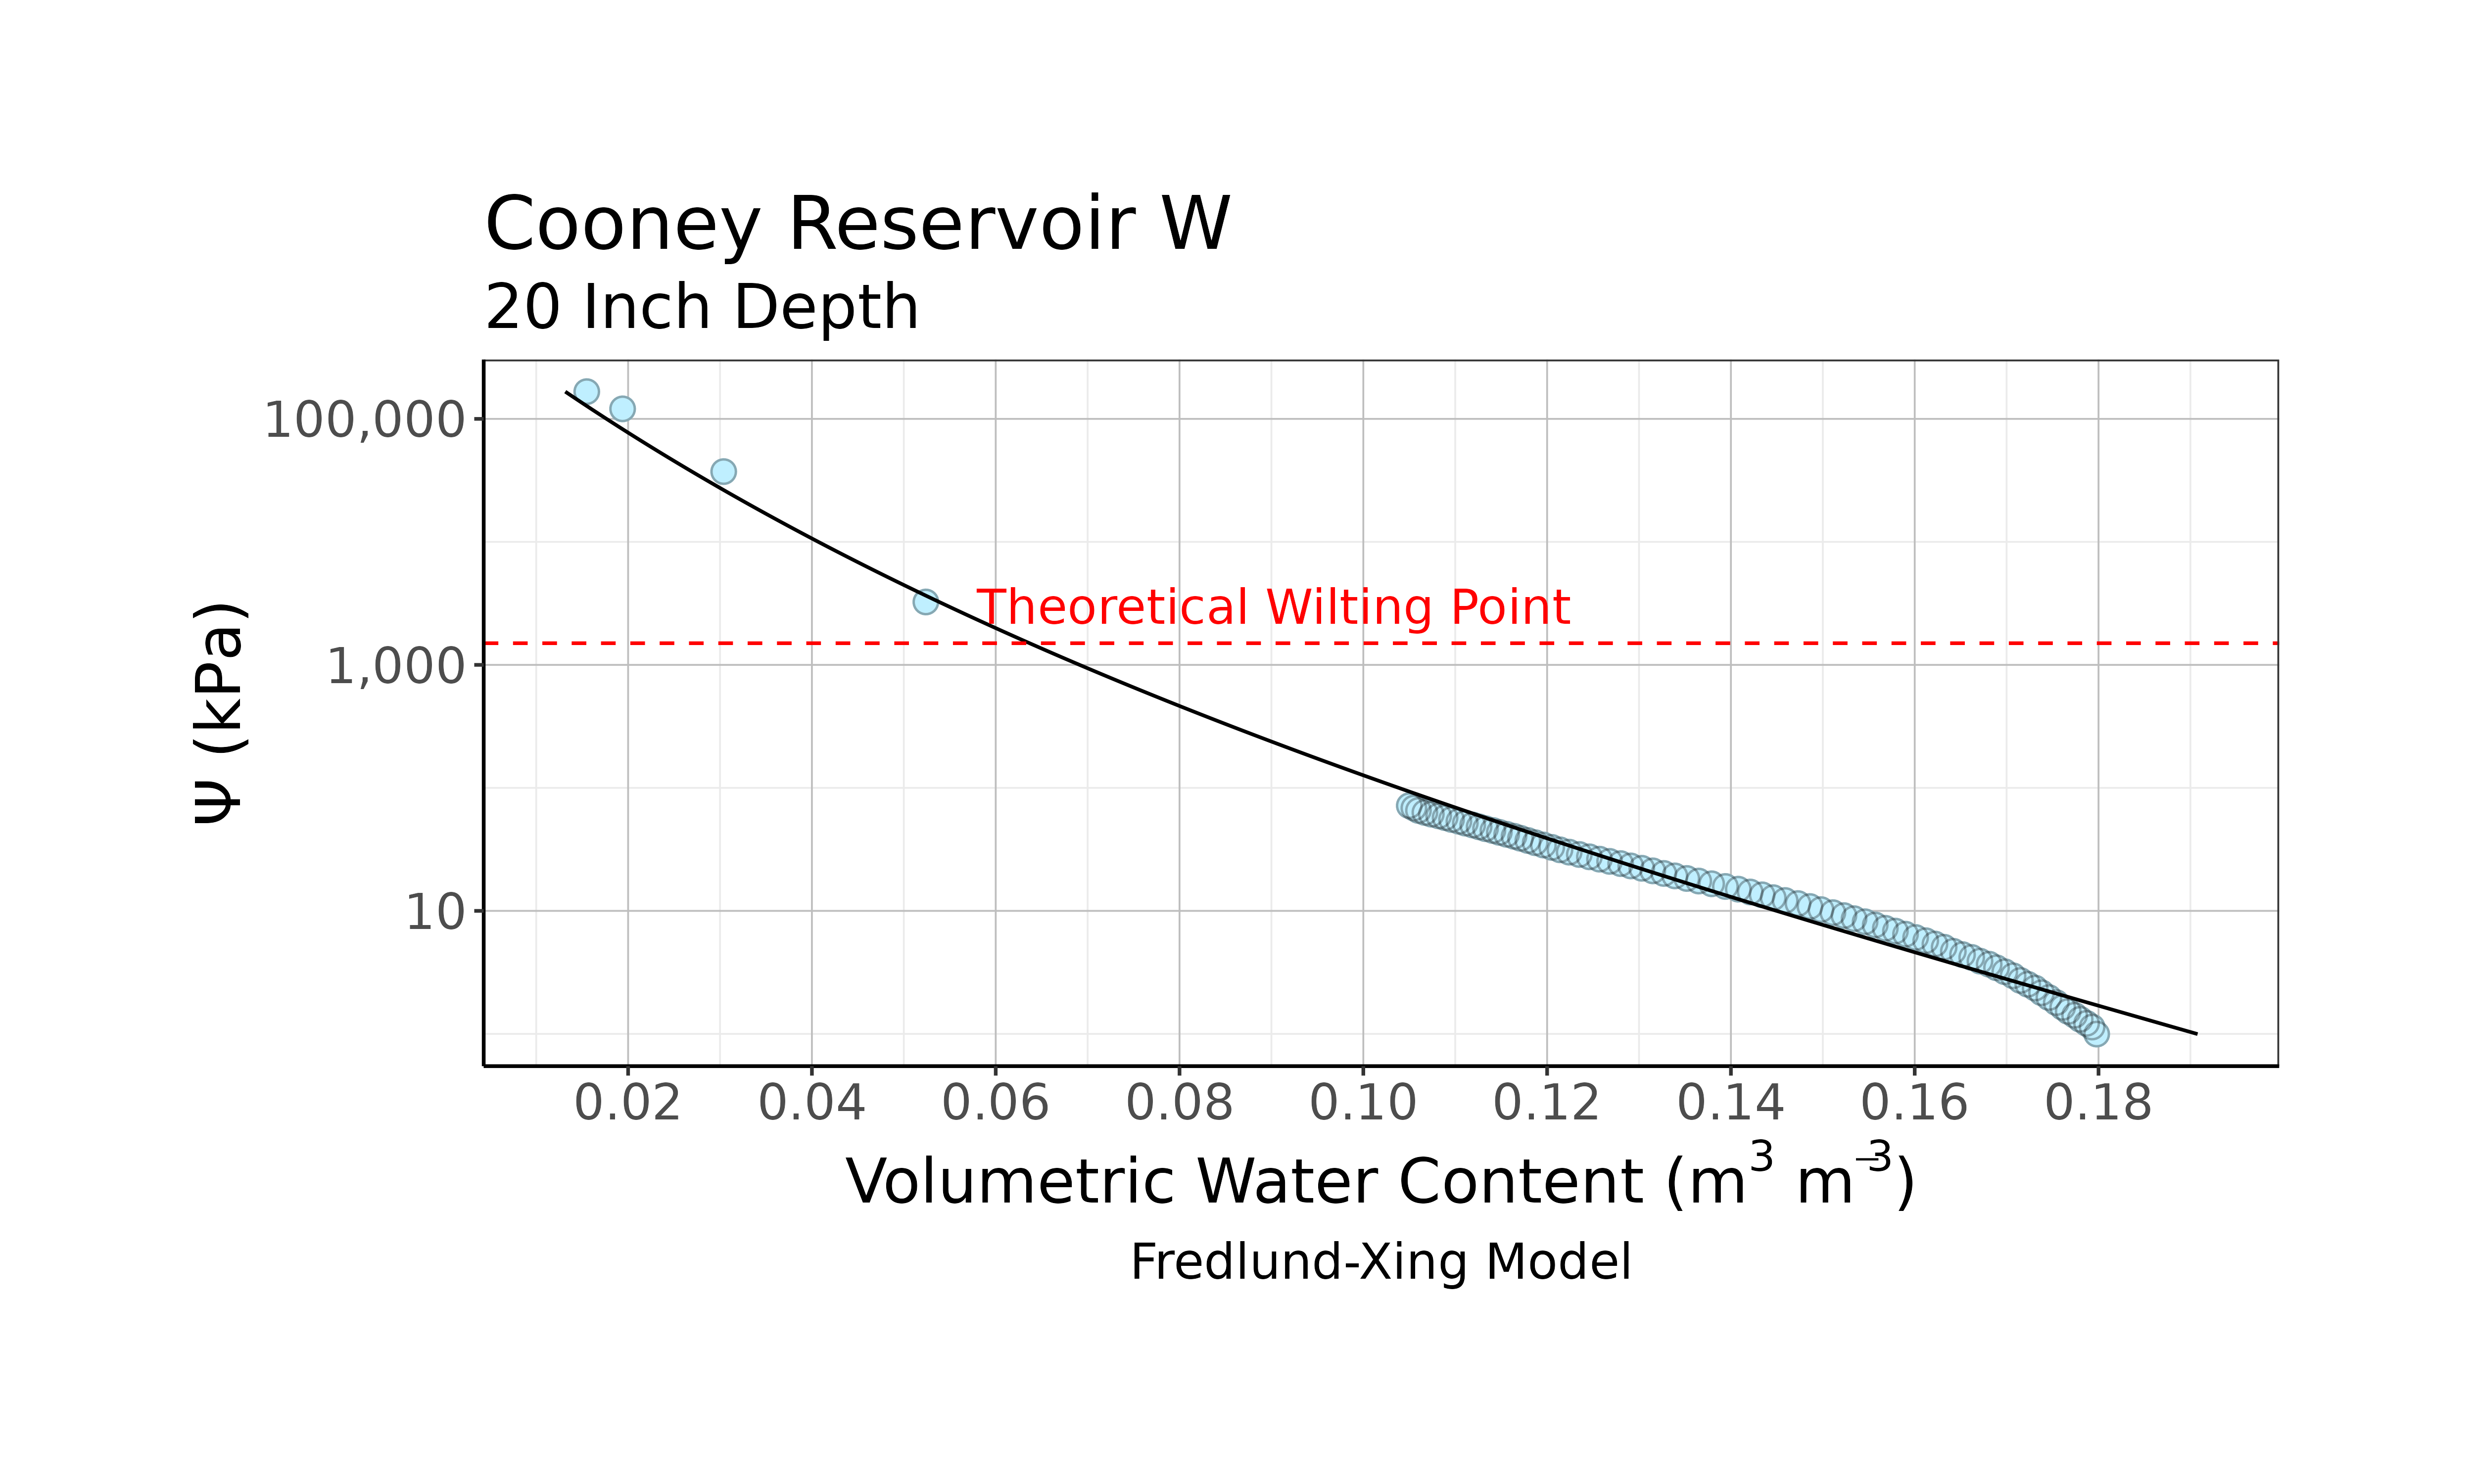 Cooney Reservoir W
20 Inch Depth
Ψ (kPa)
100,000
1,000
10
Theoretical Wilting Point
0.02 0.04 0.06 0.08 0.10 0.12 0.14 0.16 0.18
Volumetric Water Content (m³ m⁻³)
Fredlund-Xing Model